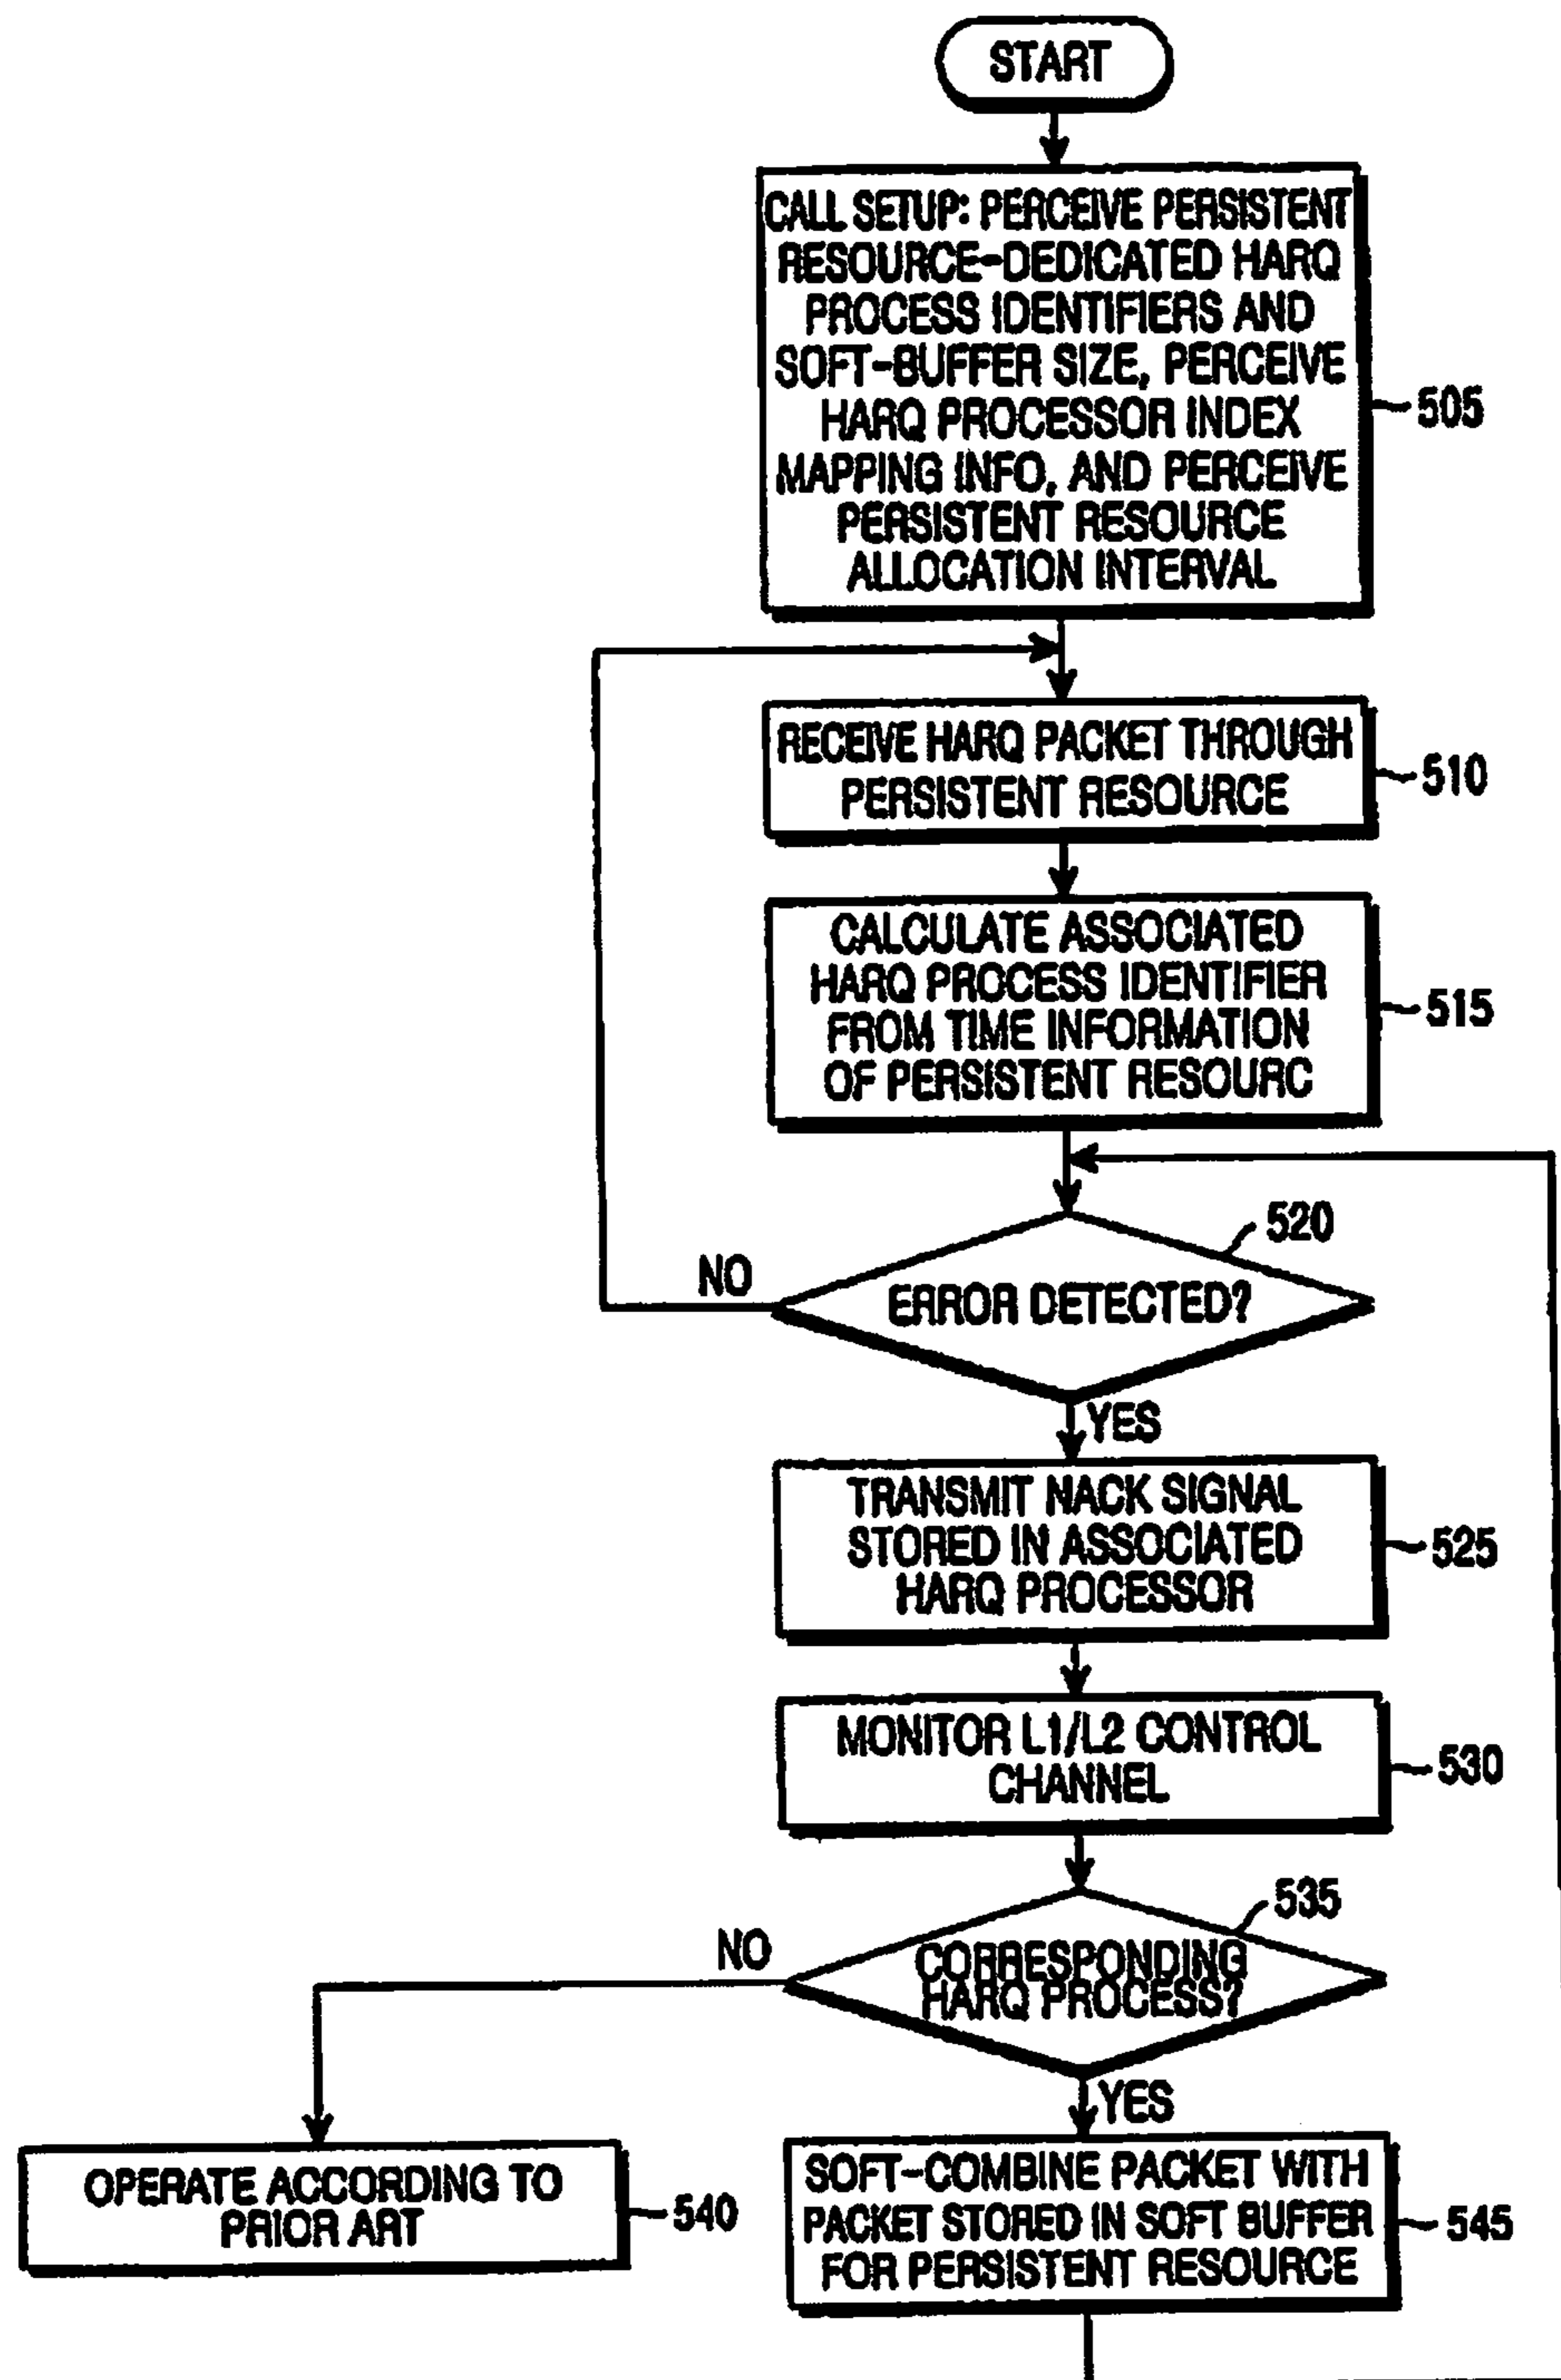 START
CALL SETUP: PERCEIVE PERSISTENT
RESOURCE-DEDICATED HARQ
PROCESS IDENTIFIERS AND
SOFT-BUFFER SIZE, PERCEIVE
HARQ PROCESSOR INDEX
MAPPING INFO, AND PERCEIVE
PERSISTENT RESOURCE
ALLOCATION INTERVAL
505
RECEIVE HARQ PACKET THROUGH
PERSISTENT RESOURCE
510
CALCULATE ASSOCIATED
HARQ PROCESS IDENTIFIER
FROM TIME INFORMATION
OF PERSISTENT RESOURC
515
520
NO
ERROR DETECTED?
YES
TRANSMIT NACK SIGNAL
STORED IN ASSOCIATED
HARQ PROCESSOR
525
MONITOR L1/L2 CONTROL
CHANNEL
530
535
NO
CORRESPONDING
HARQ PROCESS?
YES
OPERATE ACCORDING TO
PRIOR ART
540
SOFT-COMBINE PACKET WITH
PACKET STORED IN SOFT BUFFER
FOR PERSISTENT RESOURCE
545